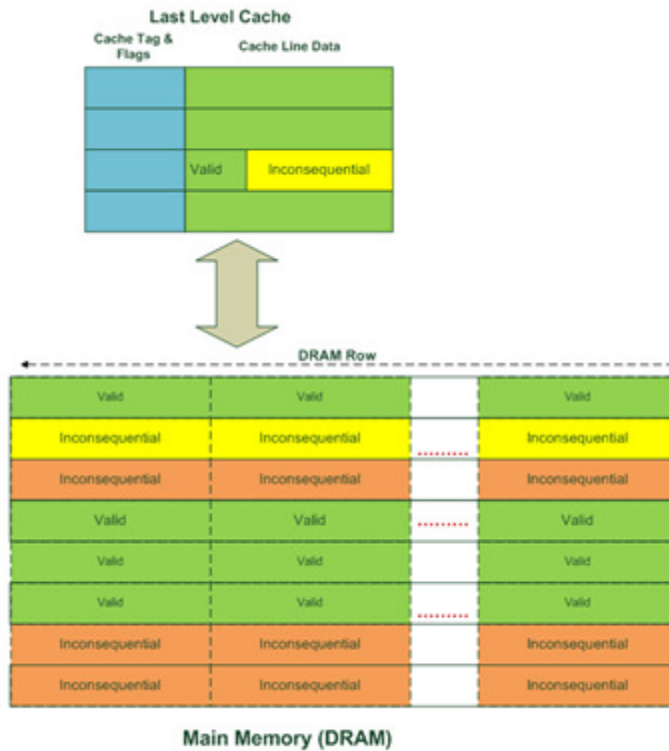 Last Level Cache
Cache Tag & Flags
Cache Line Data
Valid Inconsequential
DRAM Row
Valid Valid Valid
Inconsequential Inconsequential ......... Inconsequential
Inconsequential Inconsequential Inconsequential
Valid Valid ......... Valid
Valid Valid Valid
Valid Valid ......... Valid
Inconsequential Inconsequential Inconsequential
Inconsequential Inconsequential Inconsequential
Main Memory (DRAM)